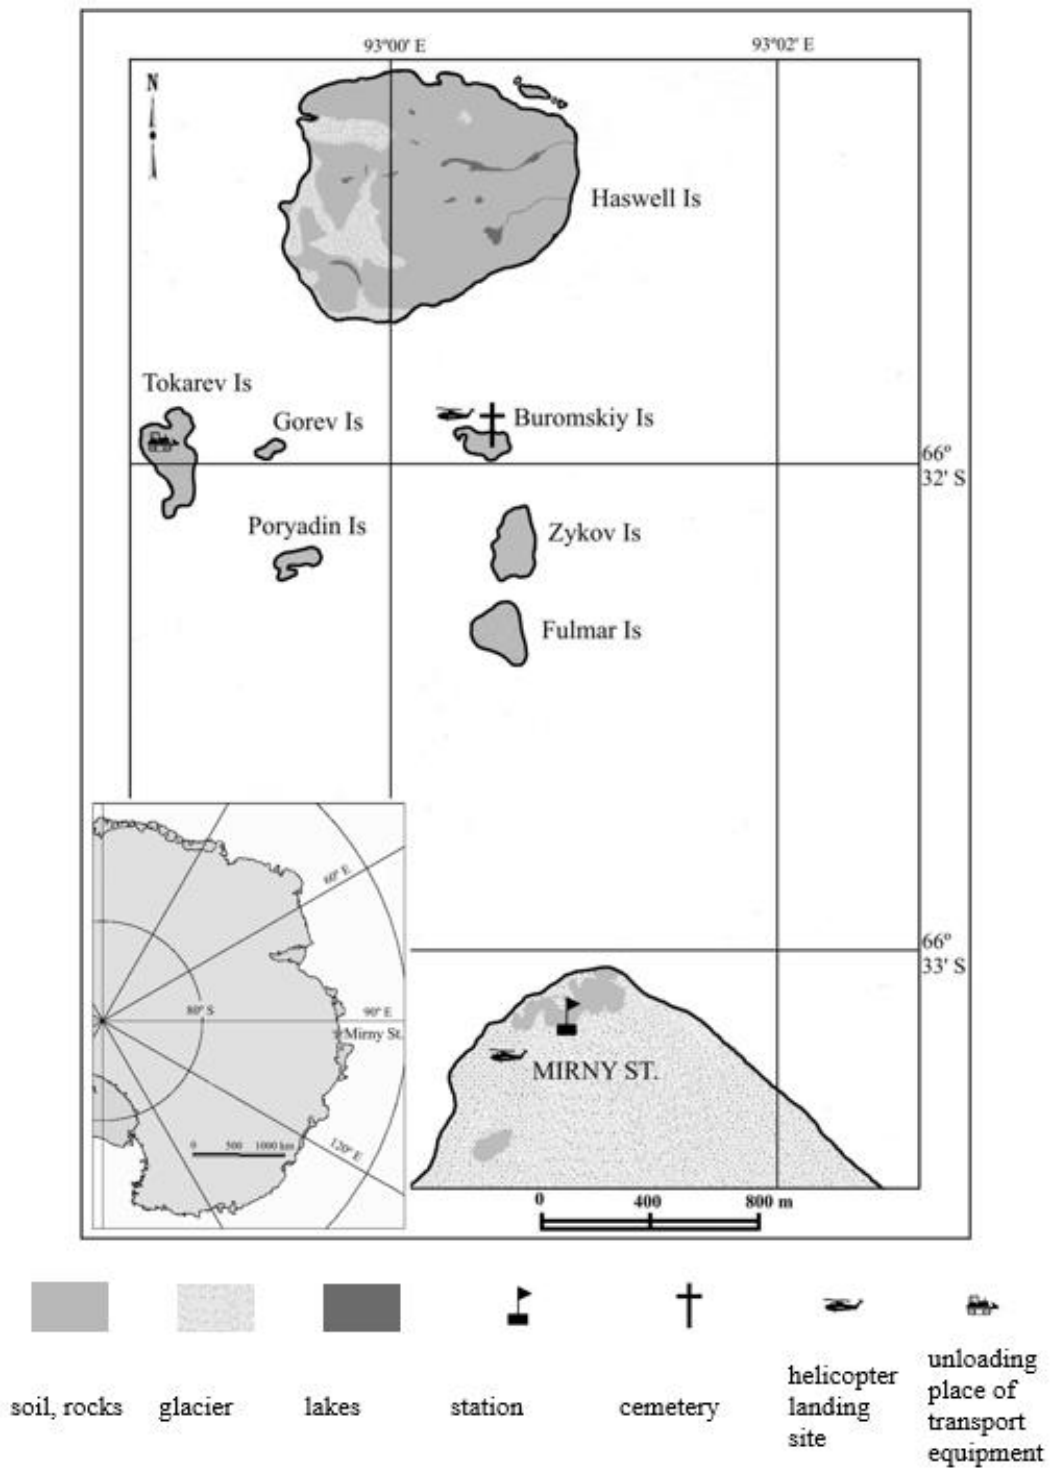 93°00' E
93°02' E
N
Haswell Is
Tokarev Is
Gorev Is
Buromskiy Is
66°
32' S
Poryadin Is
Zykov Is
Fulmar Is
66°
33' S
60° E
80° S
90° E
Mirny St.
120° E
0 500 1000 km
MIRNY ST.
0 400 800 m
soil, rocks
glacier
lakes
station
cemetery
helicopter
landing
site
unloading
place of
transport
equipment